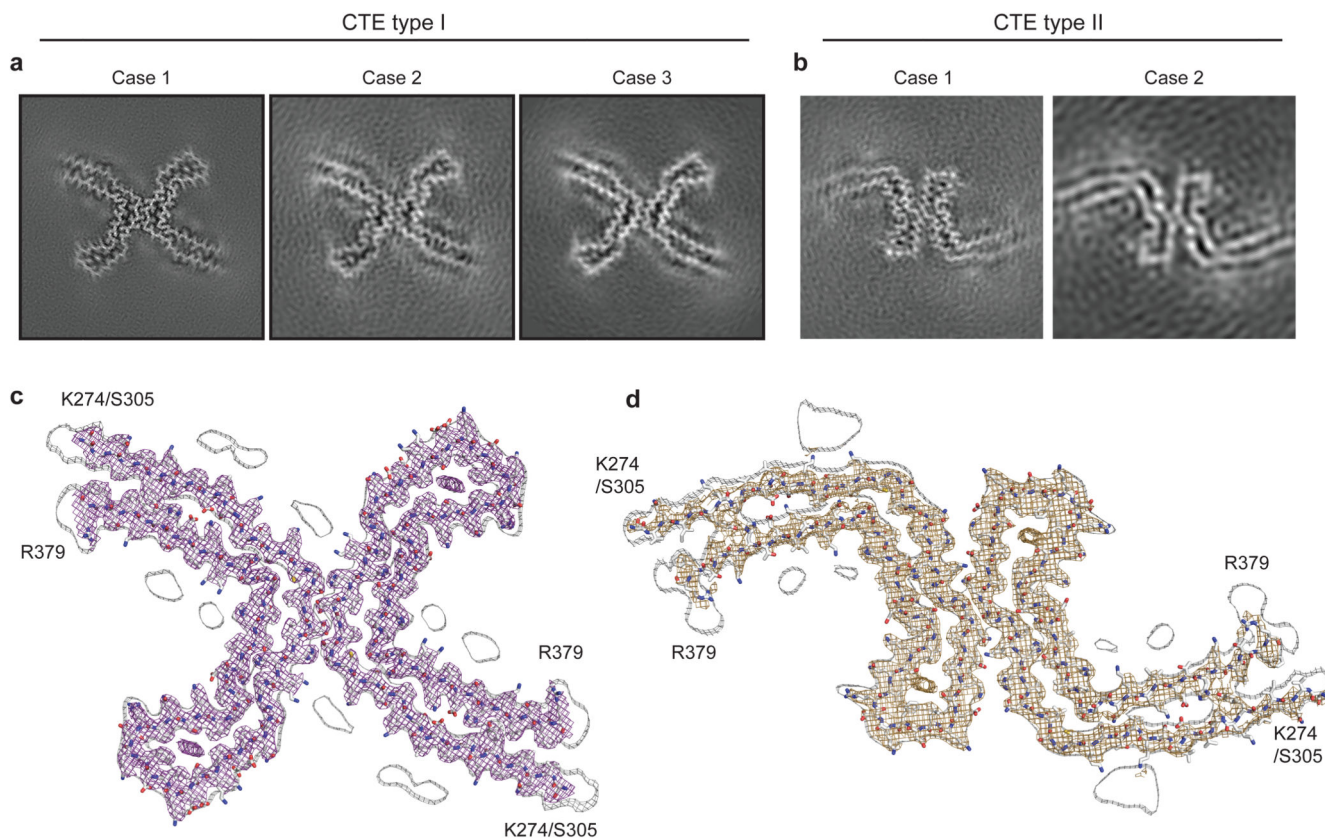 CTE type I
CTE type II
a
Case 1
Case 2
Case 3
b
Case 1
Case 2
c
K274/S305
R379
R379
K274/S305
d
K274
/S305
R379
R379
K274
/S305